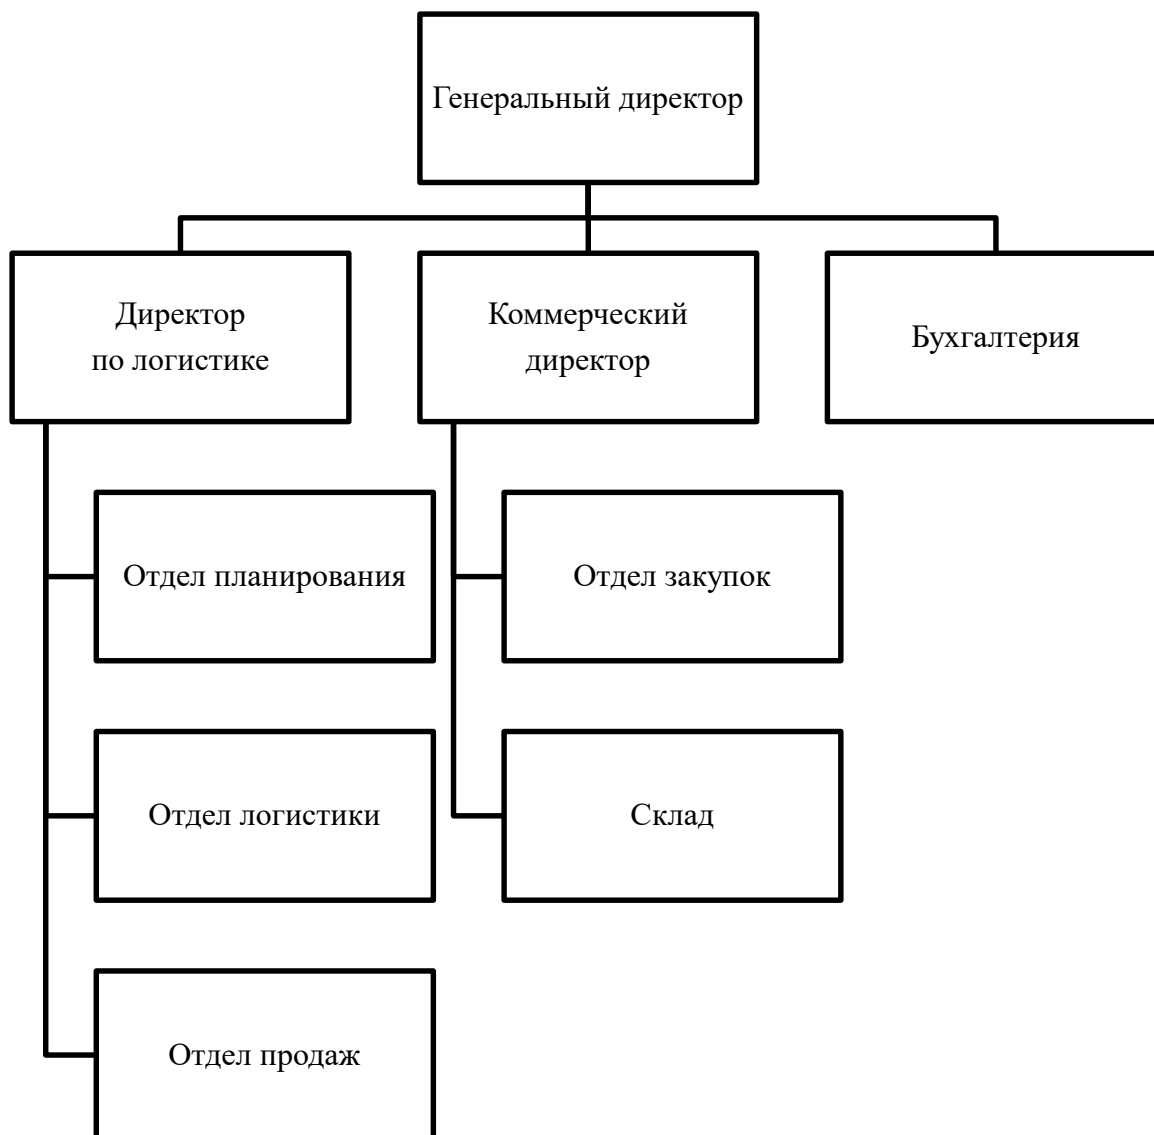 Генеральный директор
Директор
по логистике
Коммерческий
директор
Бухгалтерия
Отдел планирования
Отдел закупок
Отдел логистики
Склад
Отдел продаж